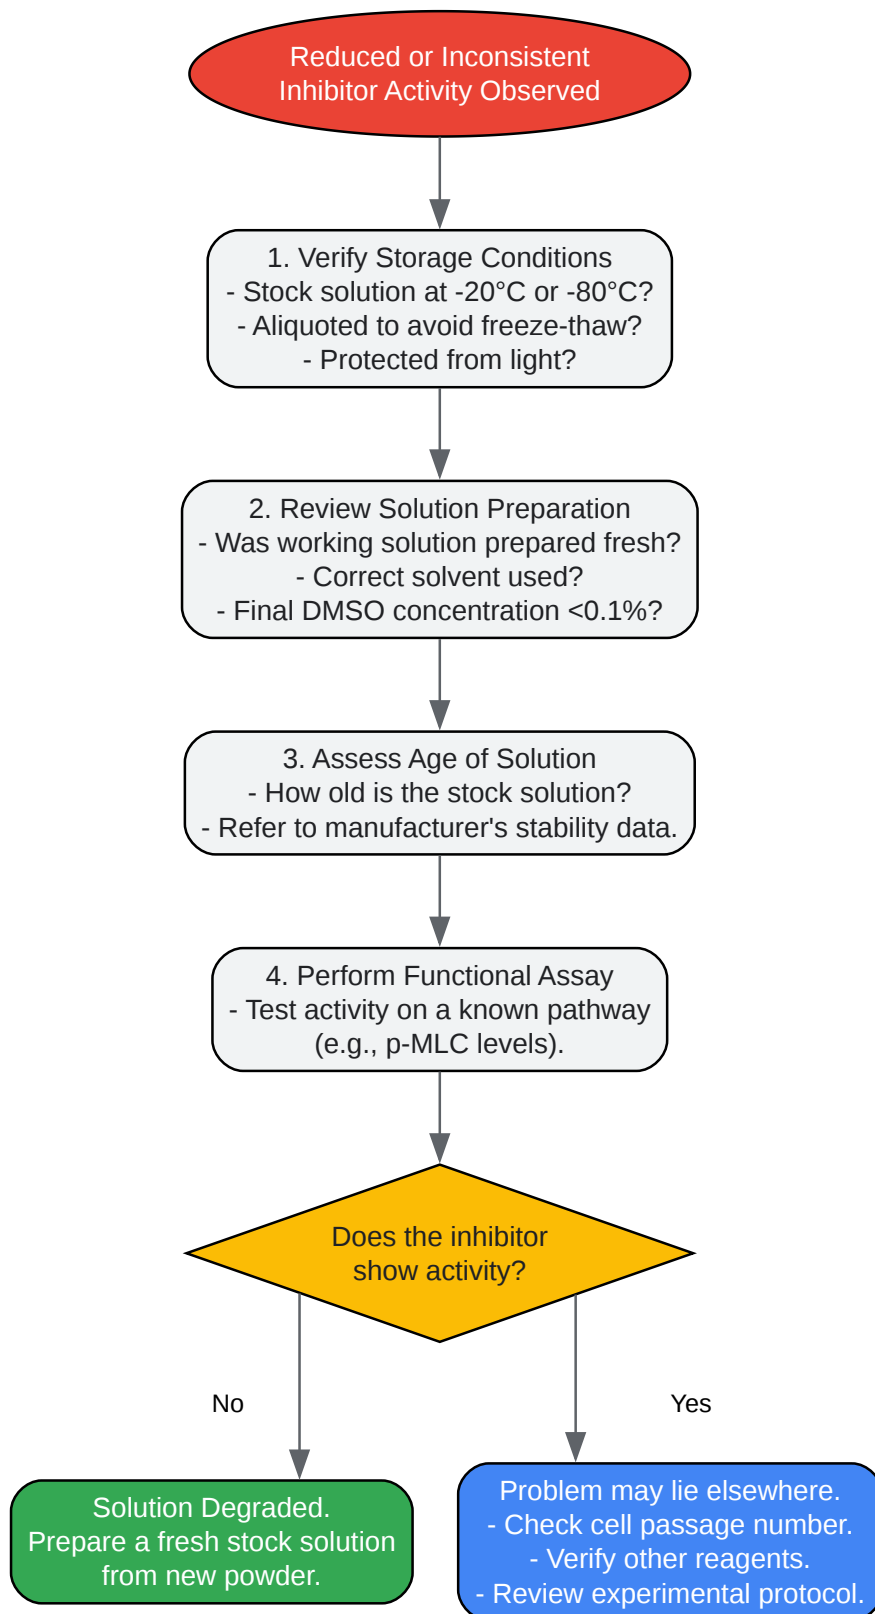 Reduced or Inconsistent
Inhibitor Activity Observed
1. Verify Storage Conditions
- Stock solution at -20°C or -80°C?
- Aliquoted to avoid freeze-thaw?
- Protected from light?
2. Review Solution Preparation
- Was working solution prepared fresh?
- Correct solvent used?
- Final DMSO concentration <0.1%?
3. Assess Age of Solution
- How old is the stock solution?
- Refer to manufacturer's stability data.
4. Perform Functional Assay
- Test activity on a known pathway
(e.g., p-MLC levels).
Does the inhibitor
show activity?
No
Yes
Solution Degraded.
Prepare a fresh stock solution
from new powder.
Problem may lie elsewhere.
- Check cell passage number.
- Verify other reagents.
- Review experimental protocol.